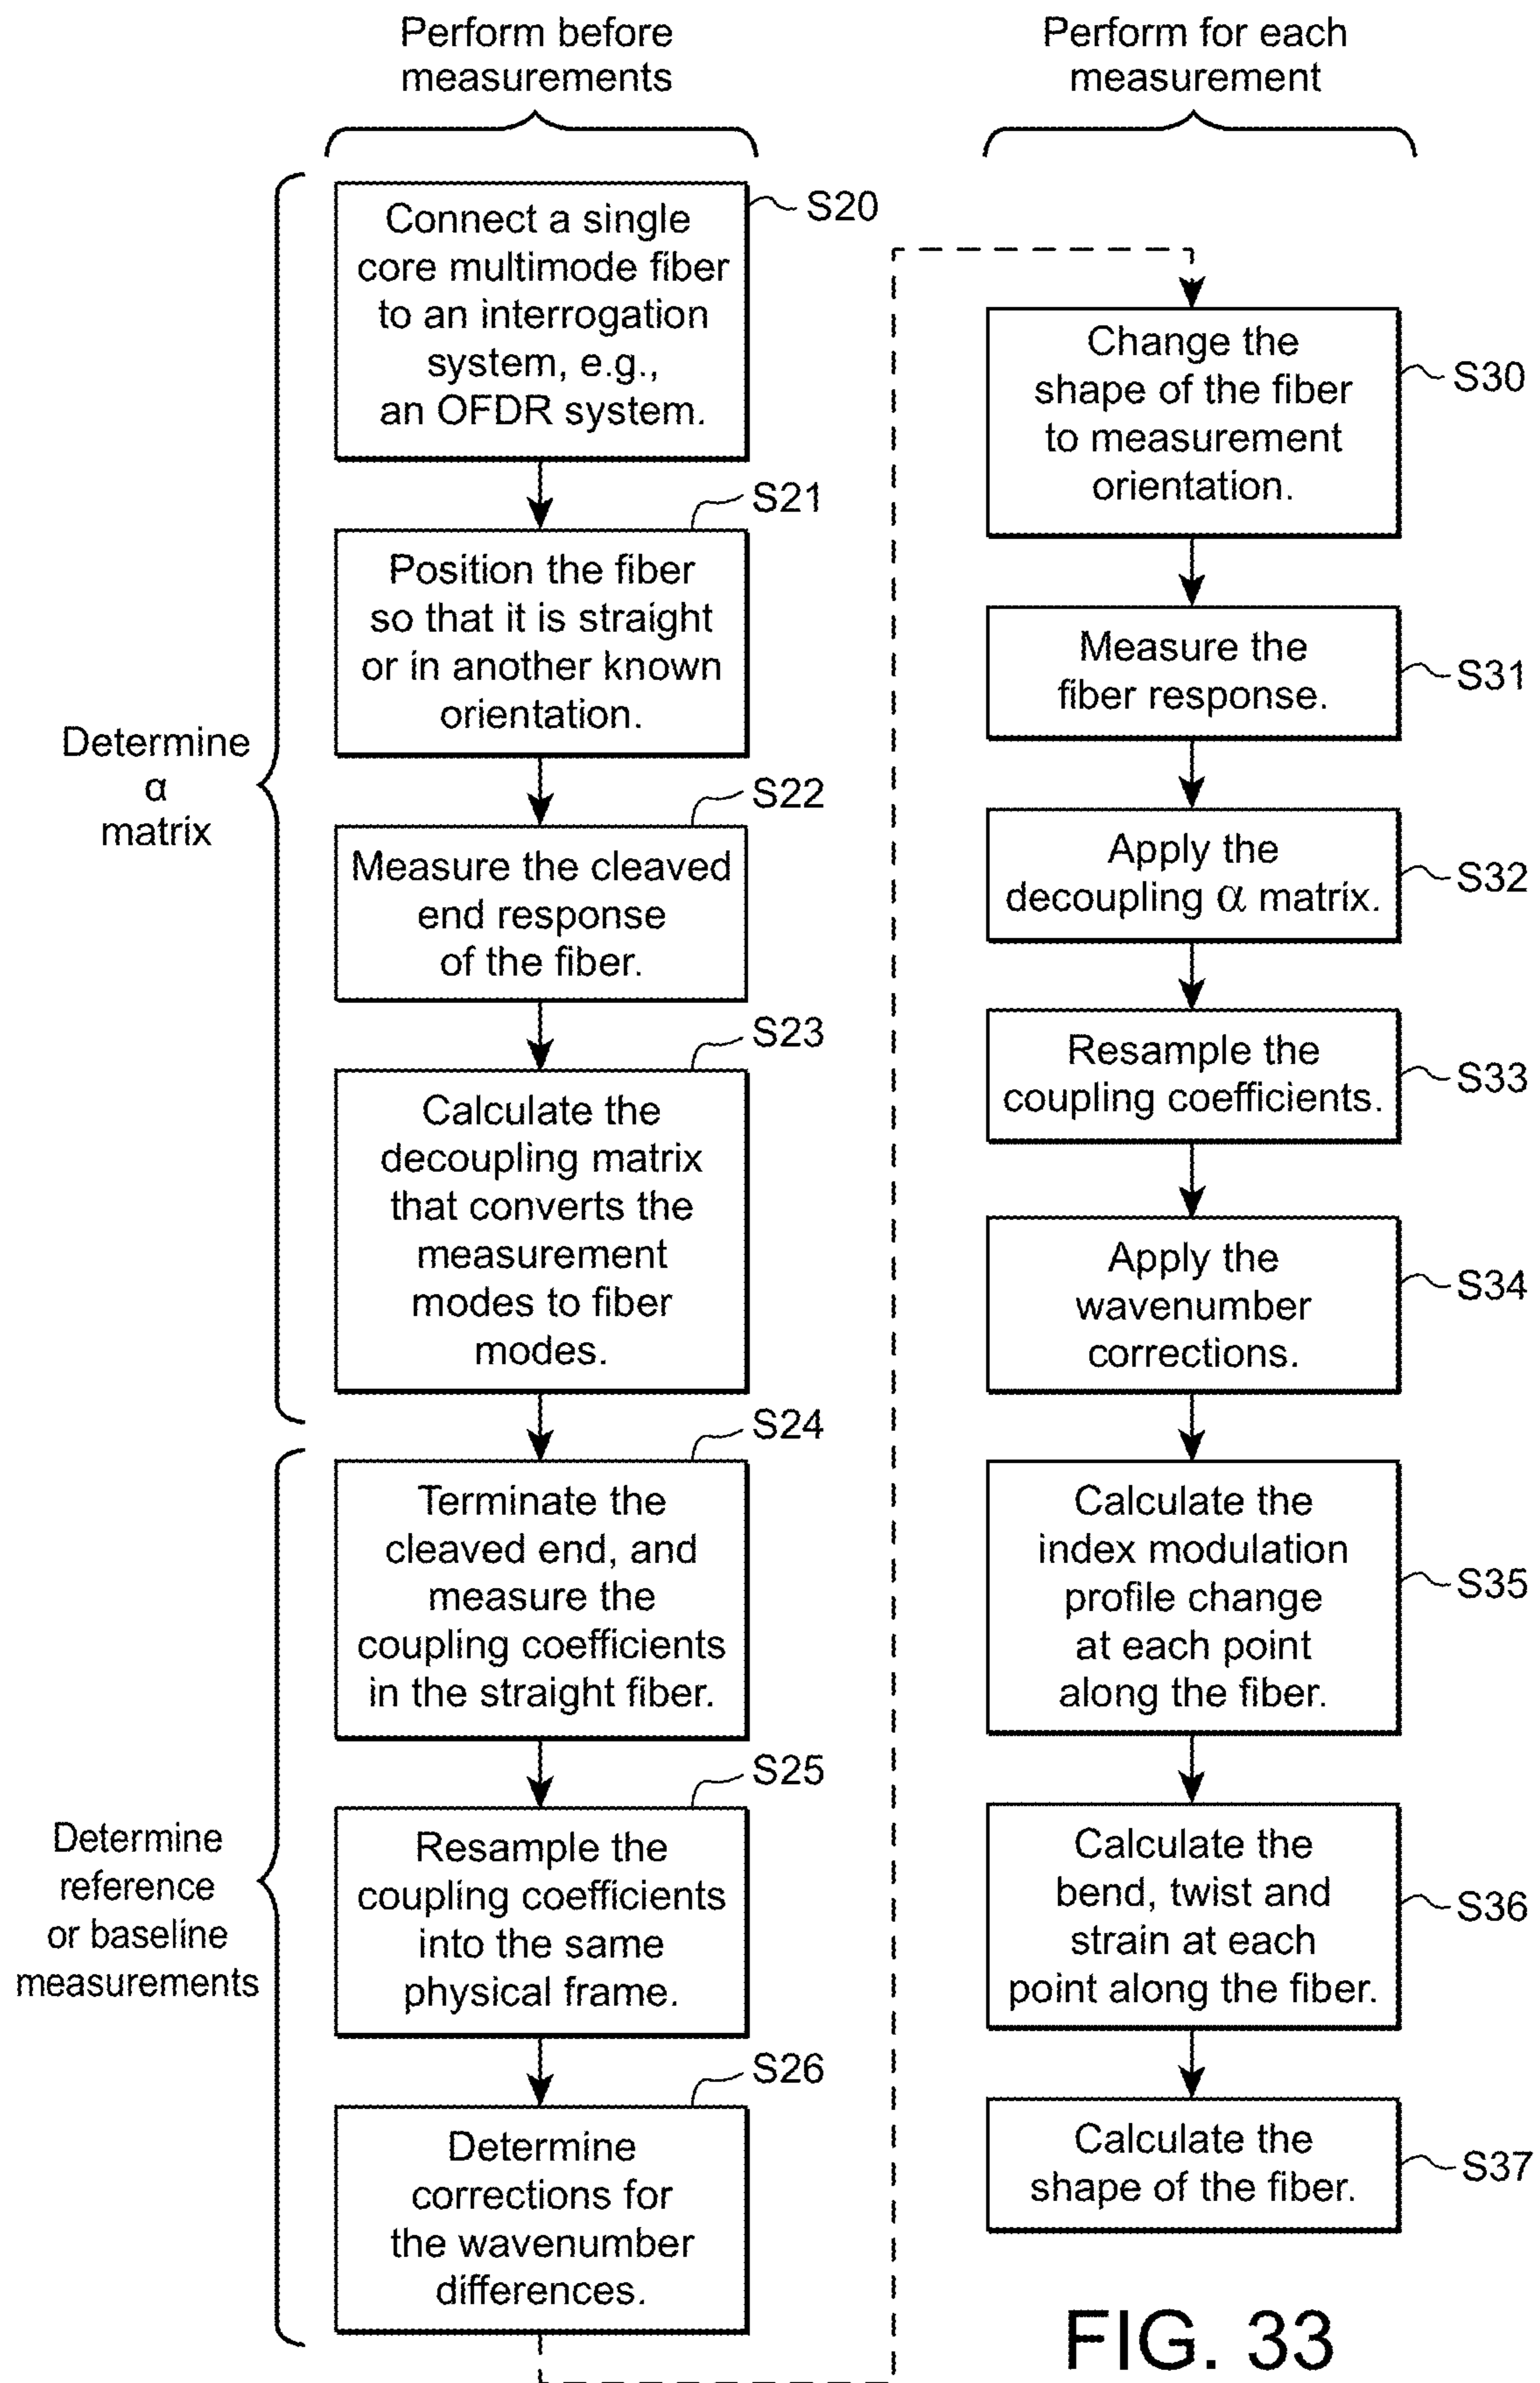 Perform before
measurements
Determine
α
matrix
Connect a single
core multimode fiber
to an interrogation
system, e.g.,
an OFDR system.
S20
Position the fiber
so that it is straight
or in another known
orientation.
S21
Measure the cleaved
end response
of the fiber.
S22
Calculate the
decoupling matrix
that converts the
measurement
modes to fiber
modes.
S23
Determine
reference
or baseline
measurements
Terminate the
cleaved end, and
measure the
coupling coefficients
in the straight fiber.
S24
Resample the
coupling coefficients
into the same
physical frame.
S25
Determine
corrections for
the wavenumber
differences.
S26
Perform for each
measurement
Change the
shape of the fiber
to measurement
orientation.
S30
Measure the
fiber response.
S31
Apply the
decoupling α matrix.
S32
Resample the
coupling coefficients.
S33
Apply the
wavenumber
corrections.
S34
Calculate the
index modulation
profile change
at each point
along the fiber.
S35
Calculate the
bend, twist and
strain at each
point along the fiber.
S36
Calculate the
shape of the fiber.
S37
FIG. 33